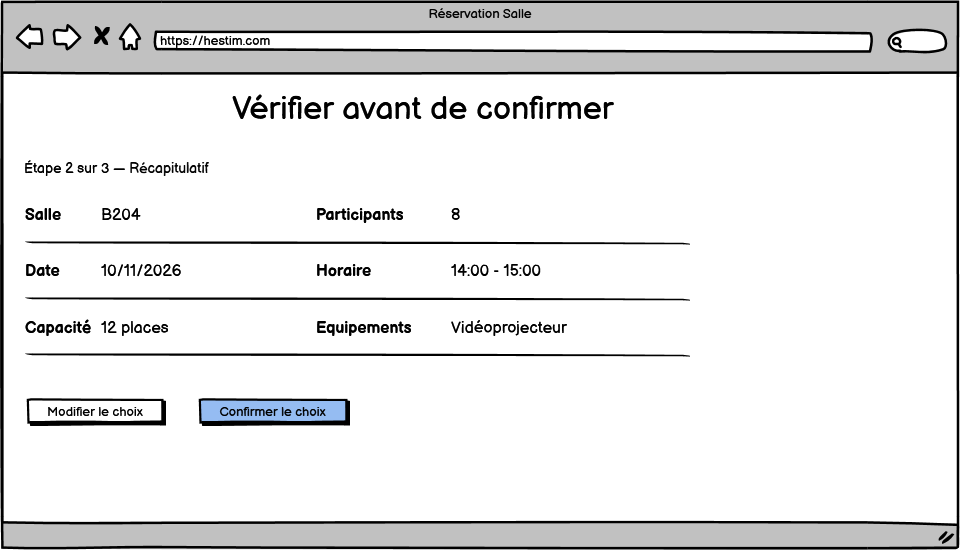 Réservation Salle
https://hestim.com
Vérifier avant de confirmer
Étape 2 sur 3 — Récapitulatif
Salle B204 Participants 8
Date 10/11/2026 Horaire 14:00 - 15:00
Capacité 12 places Equipements Vidéoprojecteur
Modifier le choix Confirmer le choix